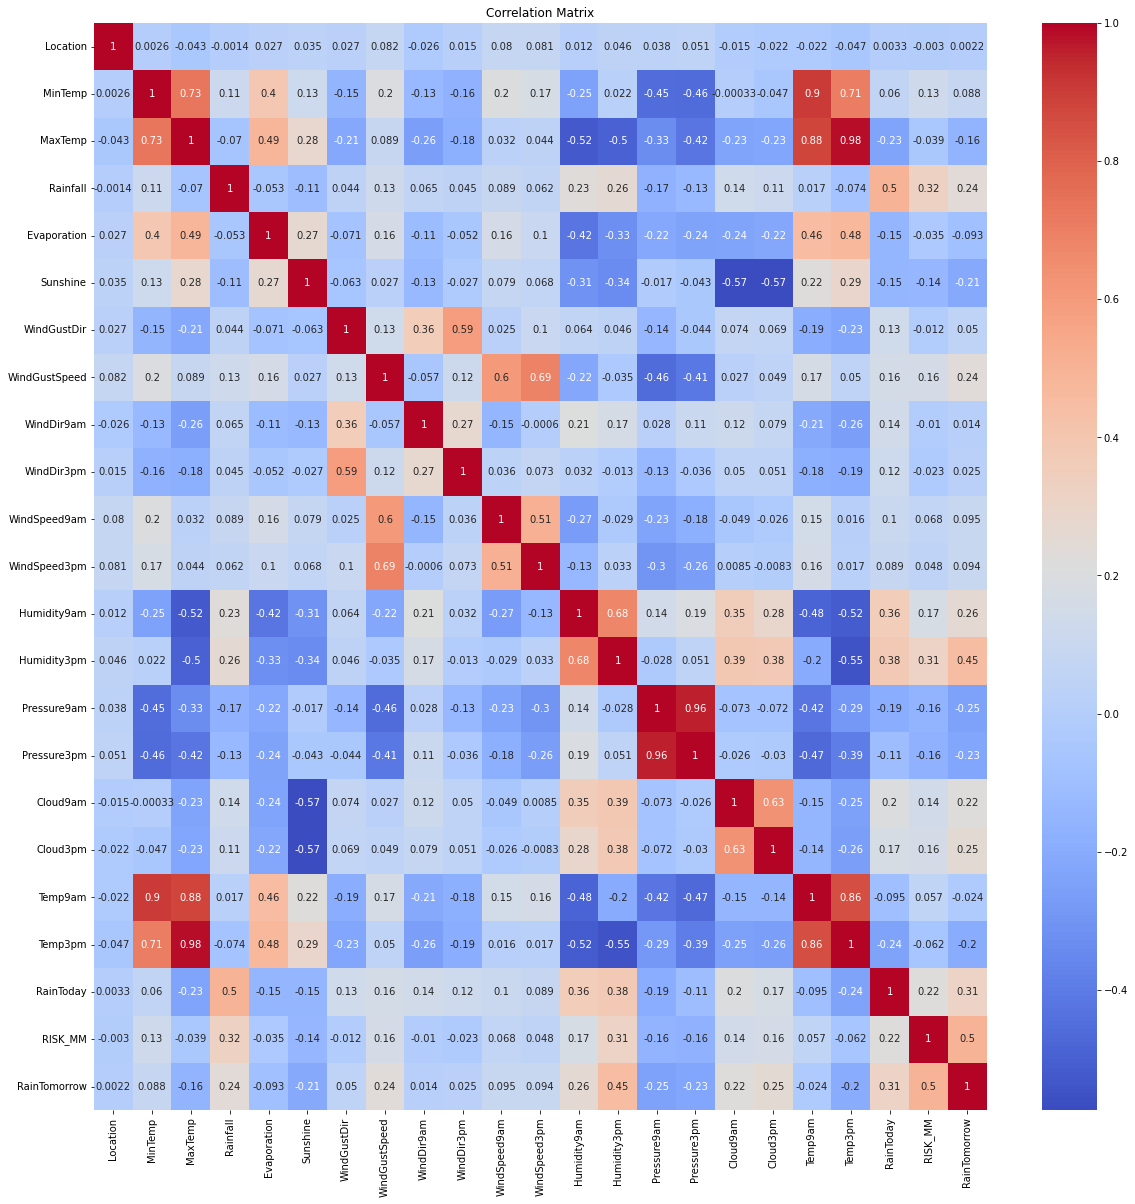 Correlation Matrix
Location 1 0.0026 -0.043 -0.0014 0.027 0.035 0.027 0.082 -0.026 0.015 0.08 0.081 0.012 0.046 0.038 0.051 -0.015 -0.022 -0.022 -0.047 0.0033 -0.003 0.0022
MinTemp 0.0026 1 0.73 0.11 0.4 0.13 -0.15 0.2 -0.13 -0.16 0.2 0.17 -0.25 0.022 -0.45 -0.46 -0.00033 -0.047 0.9 0.71 0.06 0.13 0.088
MaxTemp -0.043 0.73 1 -0.07 0.49 0.28 -0.21 0.089 -0.26 -0.18 0.032 0.044 -0.52 -0.5 -0.33 -0.42 -0.23 -0.23 0.88 0.98 -0.23 -0.039 -0.16
Rainfall -0.0014 0.11 -0.07 1 -0.053 -0.11 0.044 0.13 0.065 0.045 0.089 0.062 0.23 0.26 -0.17 -0.13 0.14 0.11 0.017 -0.074 0.5 0.32 0.24
Evaporation 0.027 0.4 0.49 -0.053 1 0.27 -0.071 0.16 -0.11 -0.052 0.16 0.1 -0.42 -0.33 -0.22 -0.24 -0.24 -0.22 0.46 0.48 -0.15 -0.035 -0.093
Sunshine 0.035 0.13 0.28 -0.11 0.27 1 -0.063 0.027 -0.13 -0.027 0.079 0.068 -0.31 -0.34 -0.017 -0.043 -0.57 -0.57 0.22 0.29 -0.15 -0.14 -0.21
WindGustDir 0.027 -0.15 -0.21 0.044 -0.071 -0.063 1 0.13 0.36 0.59 0.025 0.1 0.064 0.046 -0.14 -0.044 0.074 0.069 -0.19 -0.23 0.13 -0.012 0.05
WindGustSpeed 0.082 0.2 0.089 0.13 0.16 0.027 0.13 1 -0.057 0.12 0.6 0.69 -0.22 -0.035 -0.46 -0.41 0.027 0.049 0.17 0.05 0.16 0.16 0.24
WindDir9am -0.026 -0.13 -0.26 0.065 -0.11 -0.13 0.36 -0.057 1 0.27 -0.15 -0.0006 0.21 0.17 0.028 0.11 0.12 0.079 -0.21 -0.26 0.14 -0.01 0.014
WindDir3pm 0.015 -0.16 -0.18 0.045 -0.052 -0.027 0.59 0.12 0.27 1 0.036 0.073 0.032 -0.013 -0.13 -0.036 0.05 0.051 -0.18 -0.19 0.12 -0.023 0.025
WindSpeed9am 0.08 0.2 0.032 0.089 0.16 0.079 0.025 0.6 -0.15 0.036 1 0.51 -0.27 -0.029 -0.23 -0.18 -0.049 -0.026 0.15 0.016 0.1 0.068 0.095
WindSpeed3pm 0.081 0.17 0.044 0.062 0.1 0.068 0.1 0.69 -0.0006 0.073 0.51 1 -0.13 0.033 -0.3 -0.26 0.0085 -0.0083 0.16 0.017 0.089 0.048 0.094
Humidity9am 0.012 -0.25 -0.52 0.23 -0.42 -0.31 0.064 -0.22 0.21 0.032 -0.27 -0.13 1 0.68 0.14 0.19 0.35 0.28 -0.48 -0.52 0.36 0.17 0.26
Humidity3pm 0.046 0.022 -0.5 0.26 -0.33 -0.34 0.046 -0.035 0.17 -0.013 -0.029 0.033 0.68 1 -0.028 0.051 0.39 0.38 -0.2 -0.55 0.38 0.31 0.45
Pressure9am 0.038 -0.45 -0.33 -0.17 -0.22 -0.017 -0.14 -0.46 0.028 -0.13 -0.23 -0.3 0.14 -0.028 1 0.96 -0.073 -0.072 -0.42 -0.29 -0.19 -0.16 -0.25
Pressure3pm 0.051 -0.46 -0.42 -0.13 -0.24 -0.043 -0.044 -0.41 0.11 -0.036 -0.18 -0.26 0.19 0.051 0.96 1 -0.026 -0.03 -0.47 -0.39 -0.11 -0.16 -0.23
Cloud9am -0.015 -0.00033 -0.23 0.14 -0.24 -0.57 0.074 0.027 0.12 0.05 -0.049 0.0085 0.35 0.39 -0.073 -0.026 1 0.63 -0.15 -0.25 0.2 0.14 0.22
Cloud3pm -0.022 -0.047 -0.23 0.11 -0.22 -0.57 0.069 0.049 0.079 0.051 -0.026 -0.0083 0.28 0.38 -0.072 -0.03 0.63 1 -0.14 -0.26 0.17 0.16 0.25
Temp9am -0.022 0.9 0.88 0.017 0.46 0.22 -0.19 0.17 -0.21 -0.18 0.15 0.16 -0.48 -0.2 -0.42 -0.47 -0.15 -0.14 1 0.86 -0.095 0.057 -0.024
Temp3pm -0.047 0.71 0.98 -0.074 0.48 0.29 -0.23 0.05 -0.26 -0.19 0.016 0.017 -0.52 -0.55 -0.29 -0.39 -0.25 -0.26 0.86 1 -0.24 -0.062 -0.2
RainToday 0.0033 0.06 -0.23 0.5 -0.15 -0.15 0.13 0.16 0.14 0.12 0.1 0.089 0.36 0.38 -0.19 -0.11 0.2 0.17 -0.095 -0.24 1 0.22 0.31
RISK_MM -0.003 0.13 -0.039 0.32 -0.035 -0.14 -0.012 0.16 -0.01 -0.023 0.068 0.048 0.17 0.31 -0.16 -0.16 0.14 0.16 0.057 -0.062 0.22 1 0.5
RainTomorrow 0.0022 0.088 -0.16 0.24 -0.093 -0.21 0.05 0.24 0.014 0.025 0.095 0.094 0.26 0.45 -0.25 -0.23 0.22 0.25 -0.024 -0.2 0.31 0.5 1
Location MinTemp MaxTemp Rainfall Evaporation Sunshine WindGustDir WindGustSpeed WindDir9am WindDir3pm WindSpeed9am WindSpeed3pm Humidity9am Humidity3pm Pressure9am Pressure3pm Cloud9am Cloud3pm Temp9am Temp3pm RainToday RISK_MM RainTomorrow
1.0
0.8
0.6
0.4
0.2
0.0
−0.2
−0.4